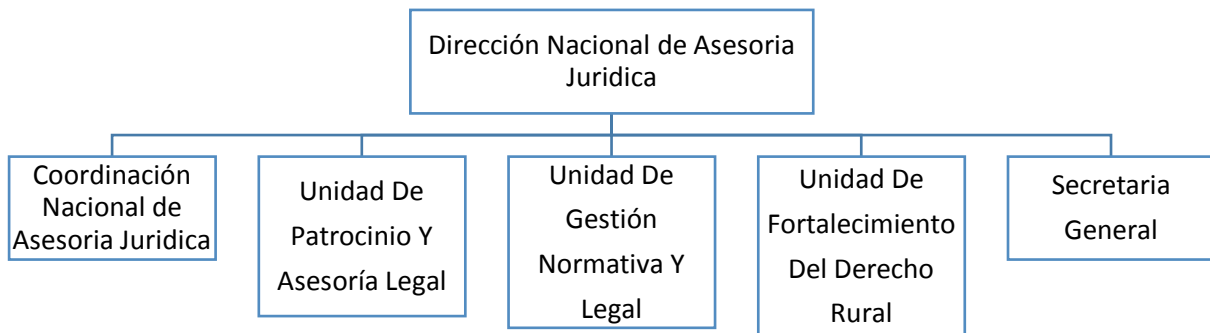 Dirección Nacional de Asesoria
Juridica
Coordinación
Nacional de
Asesoria Juridica
Unidad De
Patrocinio Y
Asesoría Legal
Unidad De
Gestión
Normativa Y
Legal
Unidad De
Fortalecimiento
Del Derecho
Rural
Secretaria
General